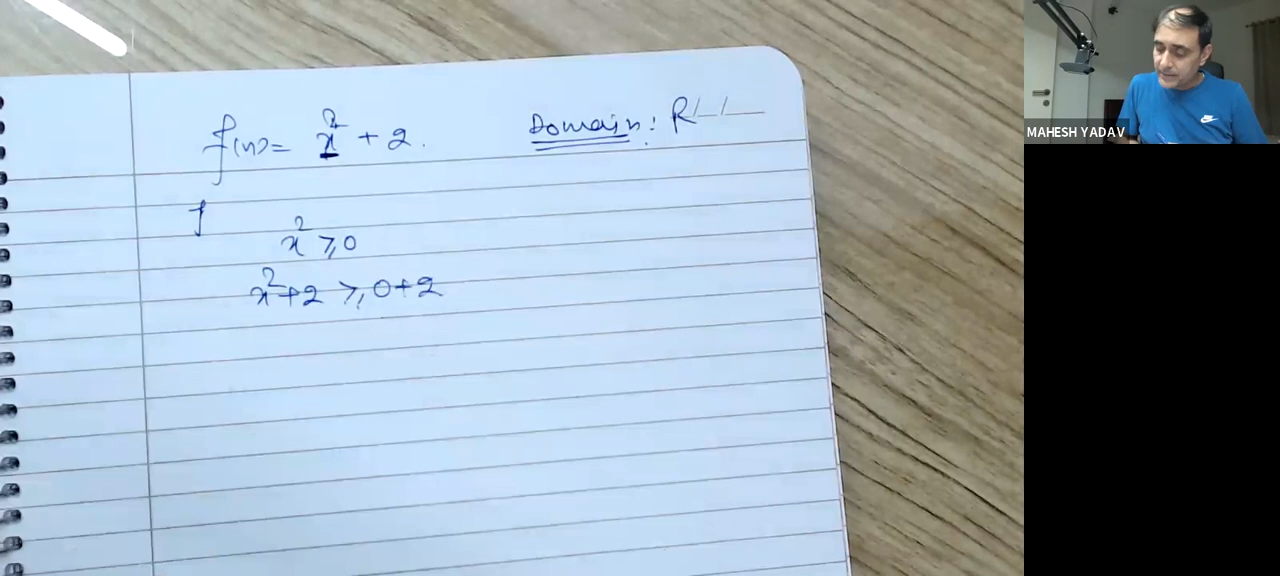 f(x) = x² + 2. Domain: R
x² ≥ 0
x² + 2 ≥ 0 + 2
MAHESH YADAV